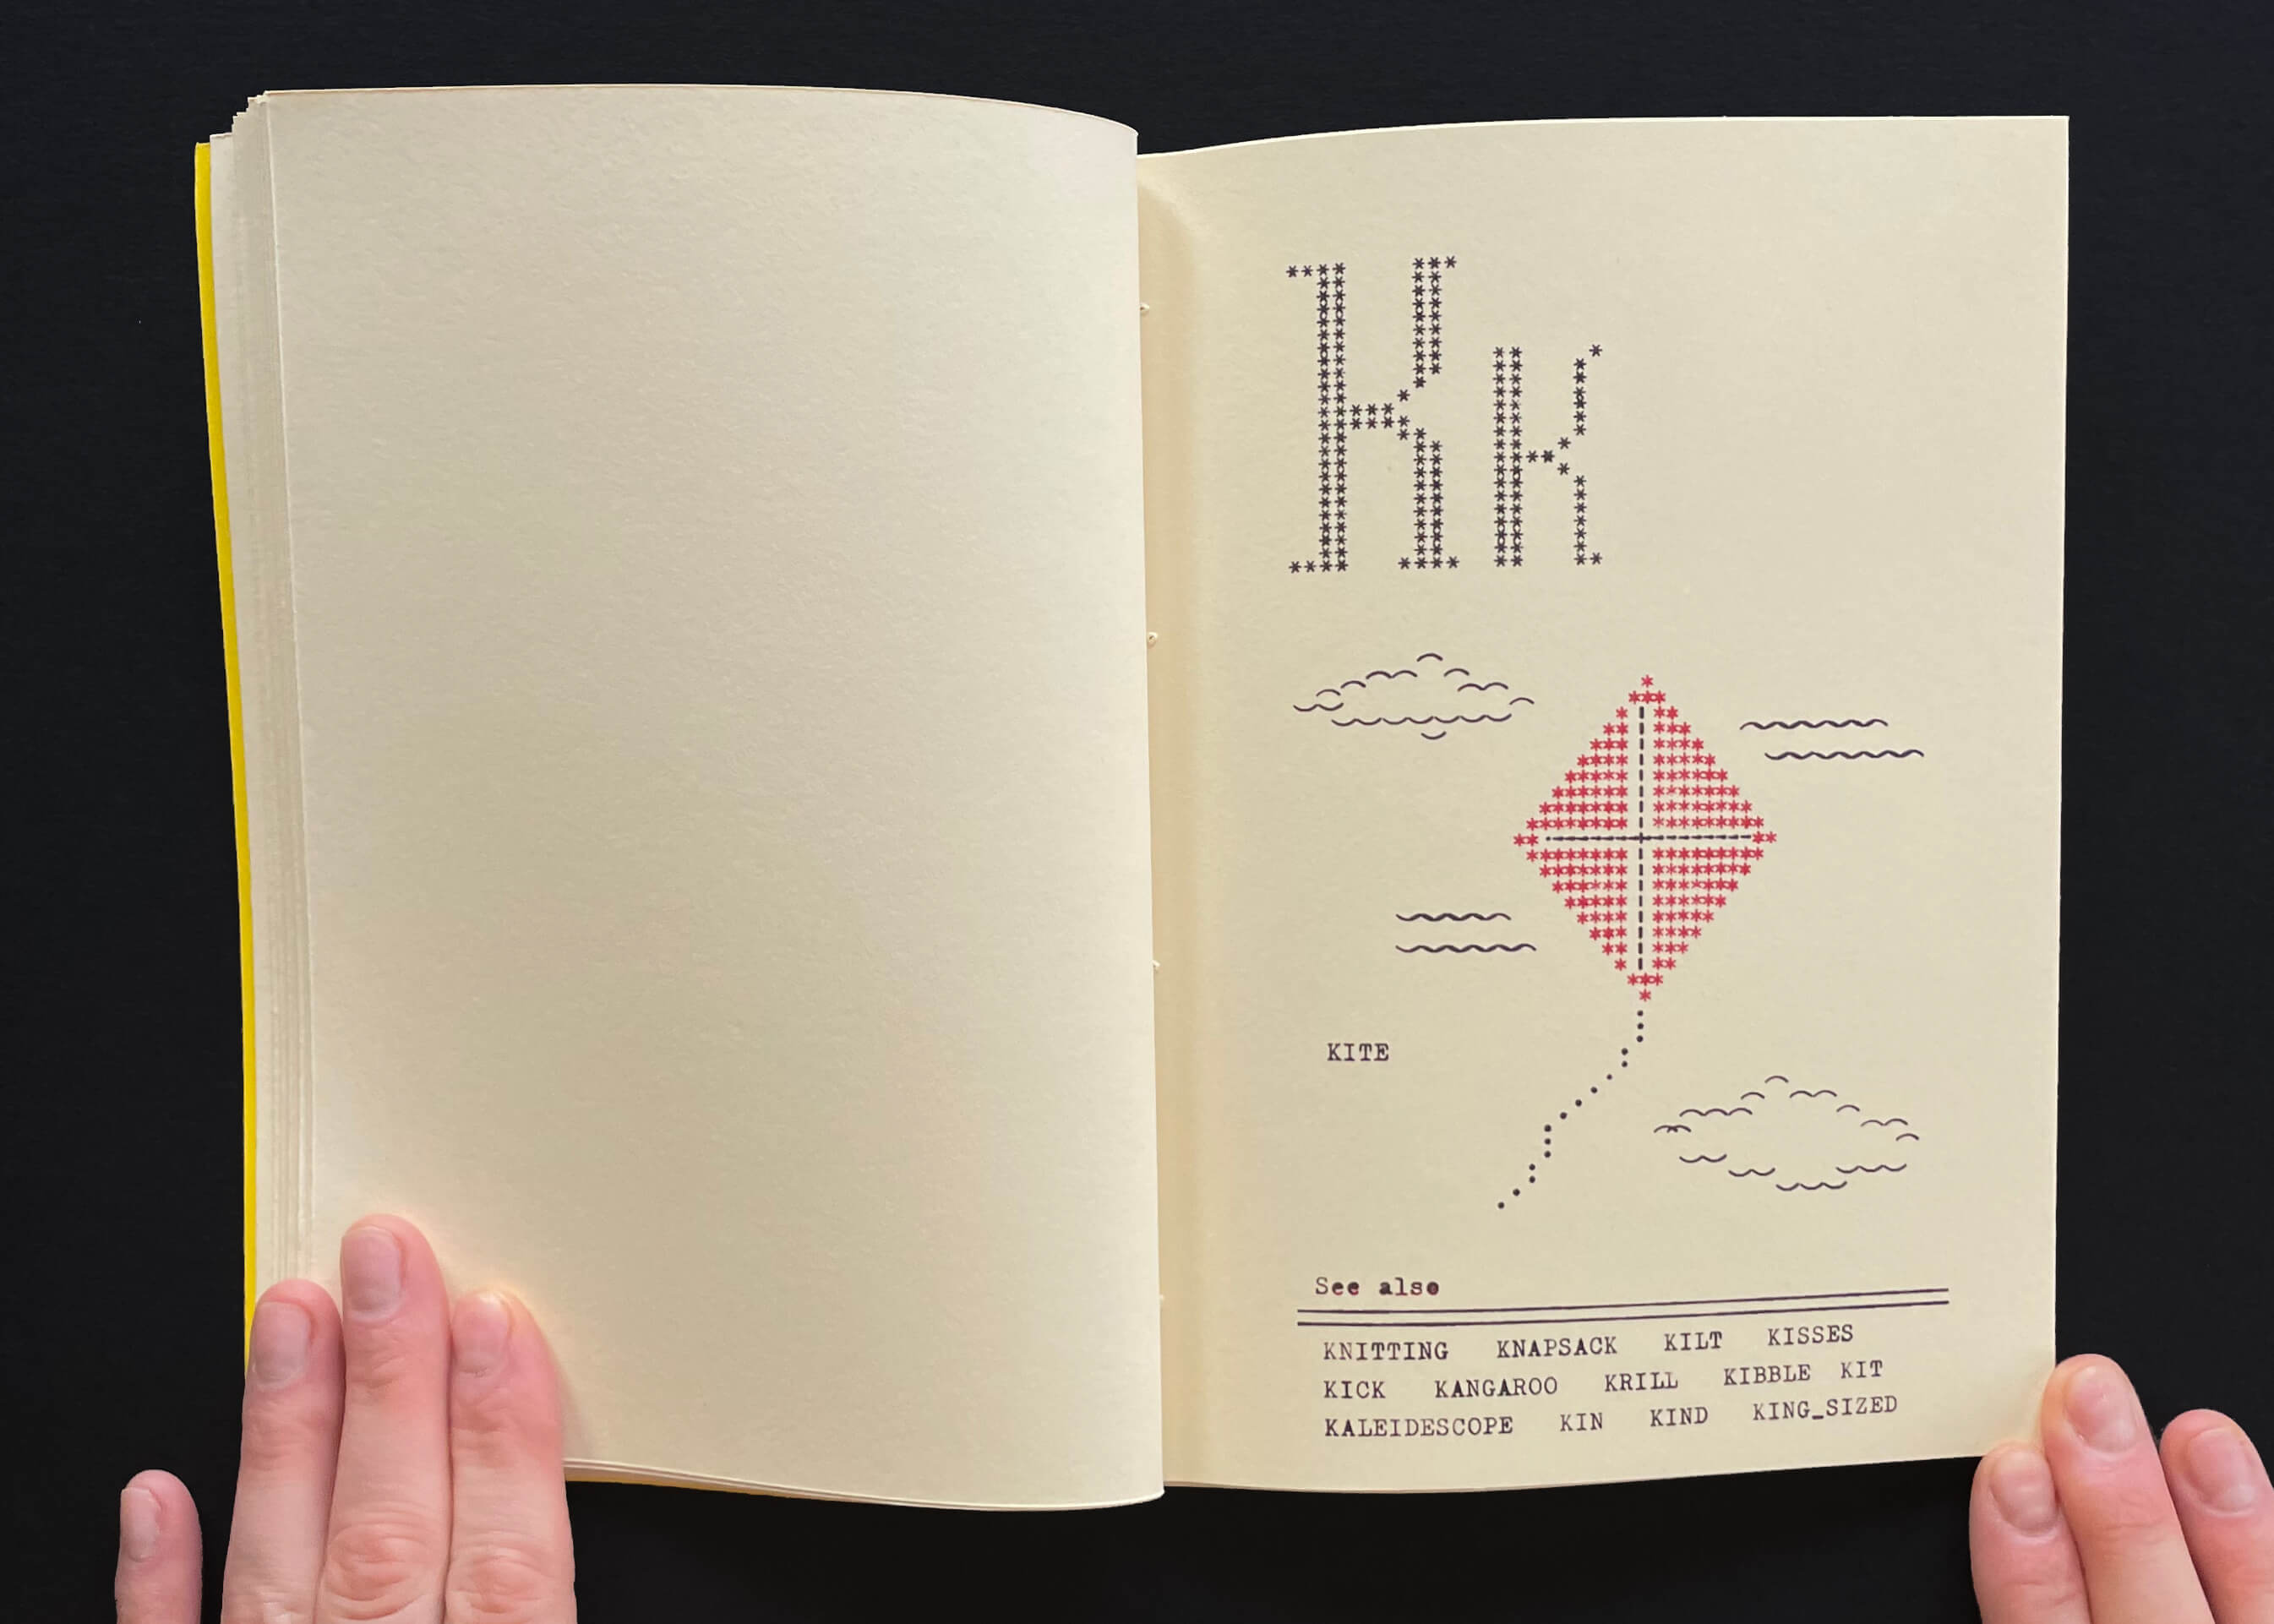 Kk
KITE
See also
KNITTING KNAPSACK KILT KISSES
KICK KANGAROO KRILL KIBBLE KIT
KALEIDESCOPE KIN KIND KING_SIZED